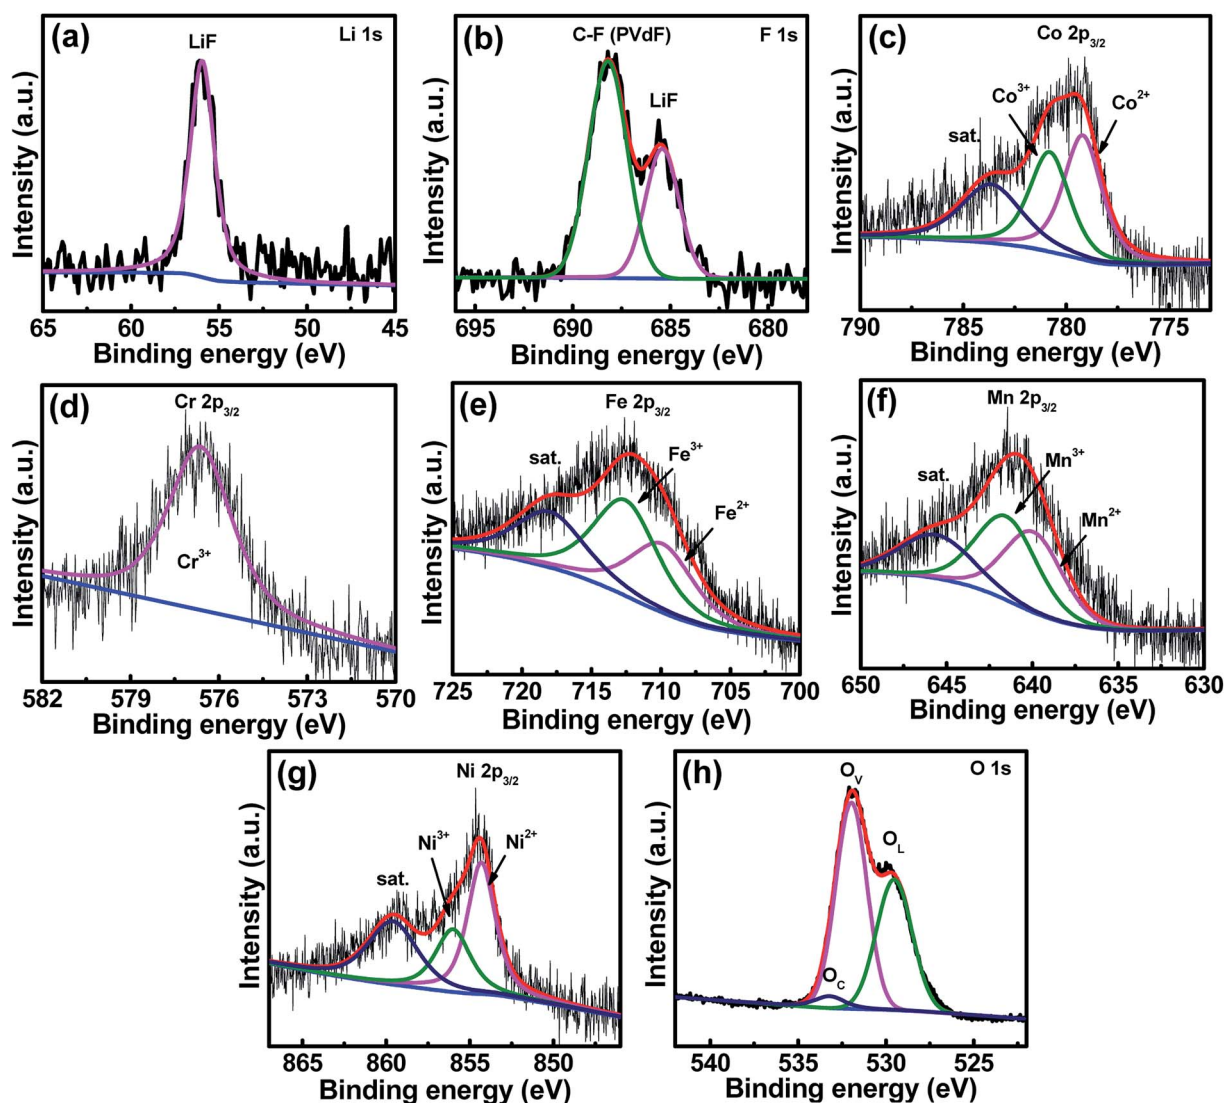 (a)
LiF
Li 1s
Intensity (a.u.)
65 60 55 50 45
Binding energy (eV)
(b)
C-F (PVdF)
F 1s
LiF
Intensity (a.u.)
695 690 685 680
Binding energy (eV)
(c)
Co 2p3/2
Co3+
Co2+
sat.
Intensity (a.u.)
790 785 780 775
Binding energy (eV)
(d)
Cr 2p3/2
Cr3+
Intensity (a.u.)
582 579 576 573 570
Binding energy (eV)
(e)
Fe 2p3/2
sat.
Fe3+
Fe2+
Intensity (a.u.)
725 720 715 710 705 700
Binding energy (eV)
(f)
Mn 2p3/2
Mn3+
sat.
Mn2+
Intensity (a.u.)
650 645 640 635 630
Binding energy (eV)
(g)
Ni 2p3/2
Ni3+
Ni2+
sat.
Intensity (a.u.)
865 860 855 850
Binding energy (eV)
(h)
OV
O 1s
OL
OC
Intensity (a.u.)
540 535 530 525
Binding energy (eV)